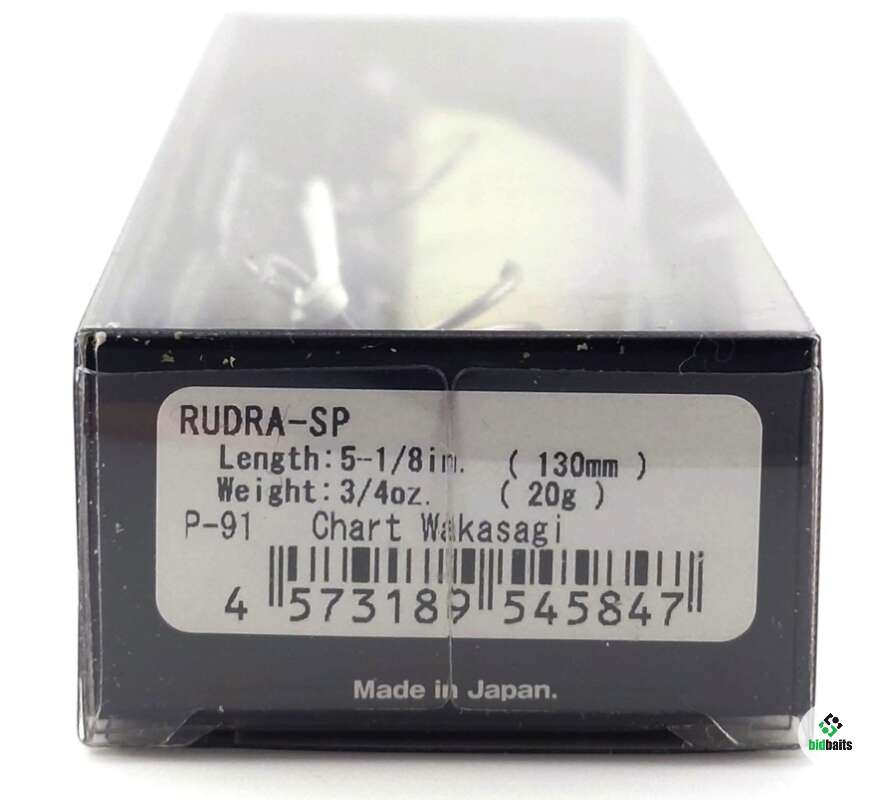 RUDRA-SP
Length:5-1/8in. ( 130mm )
Weight:3/4oz. ( 20g )
P-91 Chart Wakasagi
4 573189 545847
Made in Japan.
bidbaits